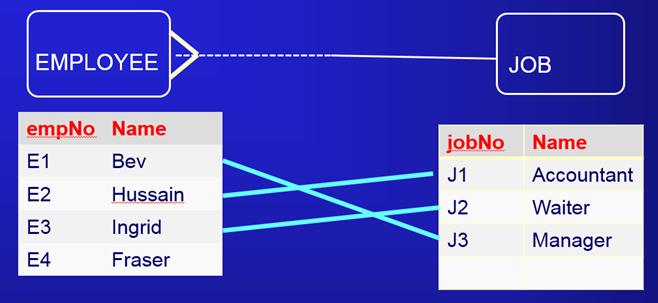 EMPLOYEE JOB
empNo Name
E1 Bev
E2 Hussain
E3 Ingrid
E4 Fraser
jobNo Name
J1 Accountant
J2 Waiter
J3 Manager